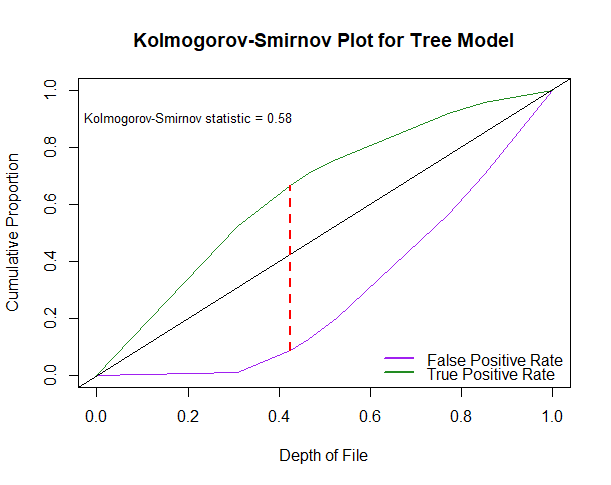 Kolmogorov-Smirnov Plot for Tree Model
Kolmogorov-Smirnov statistic = 0.58
Cumulative Proportion
1.0
0.8
0.6
0.4
0.2
0.0
False Positive Rate
True Positive Rate
0.0 0.2 0.4 0.6 0.8 1.0
Depth of File